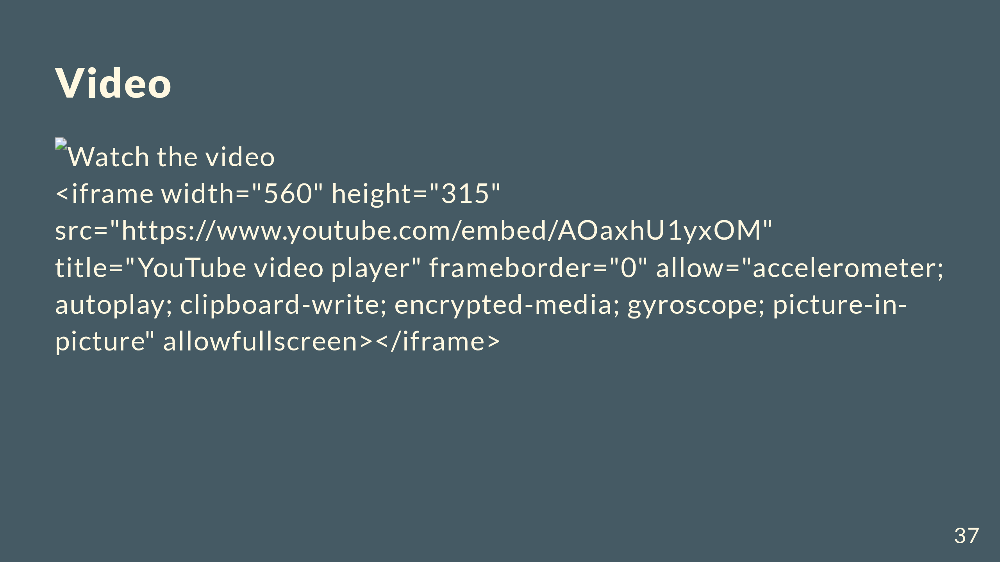 Video
Watch the video
<iframe width="560" height="315"
src="https://www.youtube.com/embed/AOaxhU1yxOM"
title="YouTube video player" frameborder="0" allow="accelerometer;
autoplay; clipboard-write; encrypted-media; gyroscope; picture-in-
picture" allowfullscreen></iframe>
37